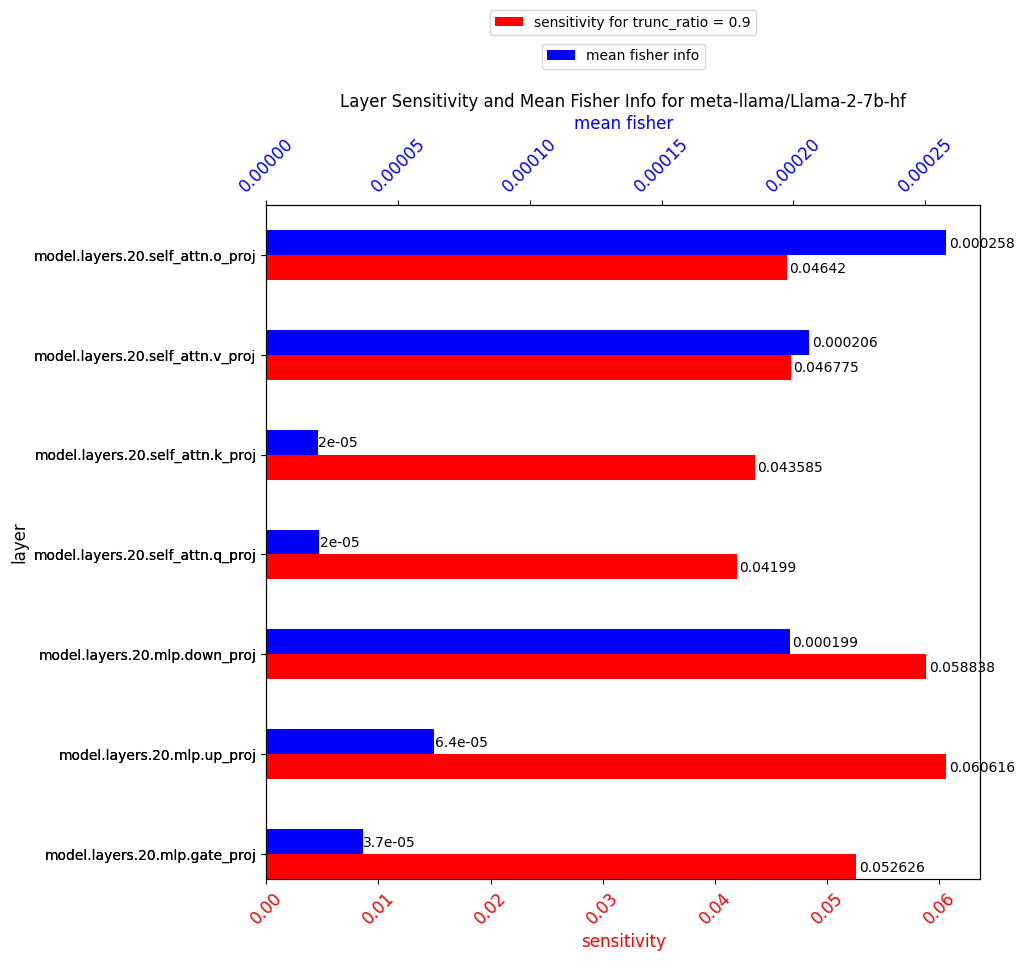 sensitivity for trunc_ratio = 0.9
mean fisher info
Layer Sensitivity and Mean Fisher Info for meta-llama/Llama-2-7b-hf
mean fisher
0.00000 0.00005 0.00010 0.00015 0.00020 0.00025
model.layers.20.self_attn.o_proj 0.000258
0.04642
model.layers.20.self_attn.v_proj 0.000206
0.046775
model.layers.20.self_attn.k_proj 2e-05
0.043585
model.layers.20.self_attn.q_proj 2e-05
0.04199
model.layers.20.mlp.down_proj 0.000199
0.058838
model.layers.20.mlp.up_proj 6.4e-05
0.060616
model.layers.20.mlp.gate_proj 3.7e-05
0.052626
layer
0.00 0.01 0.02 0.03 0.04 0.05 0.06
sensitivity